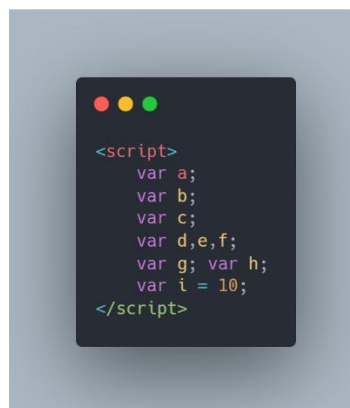 <script>
var a;
var b;
var c;
var d,e,f;
var g; var h;
var i = 10;
</script>